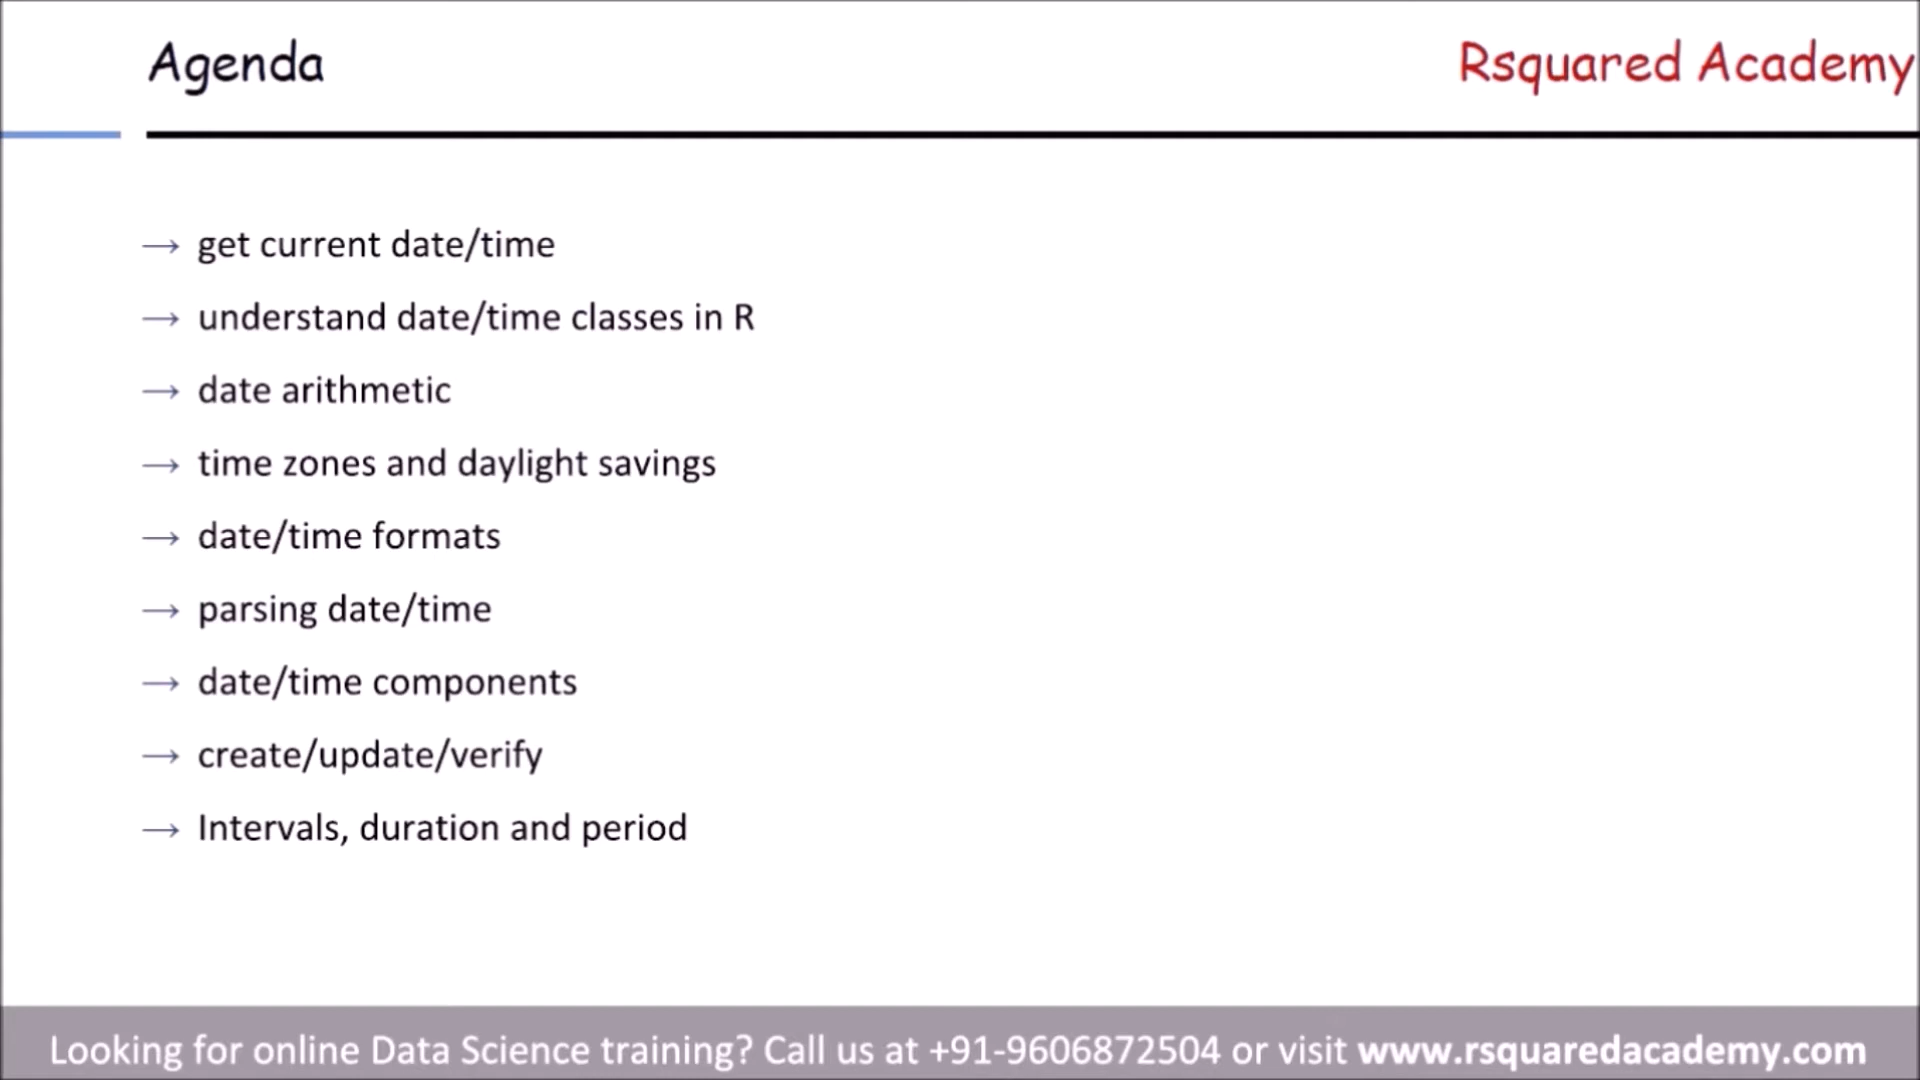 Agenda
Rsquared Academy
→ get current date/time
→ understand date/time classes in R
→ date arithmetic
→ time zones and daylight savings
→ date/time formats
→ parsing date/time
→ date/time components
→ create/update/verify
→ Intervals, duration and period
Looking for online Data Science training? Call us at +91-9606872504 or visit www.rsquaredacademy.com